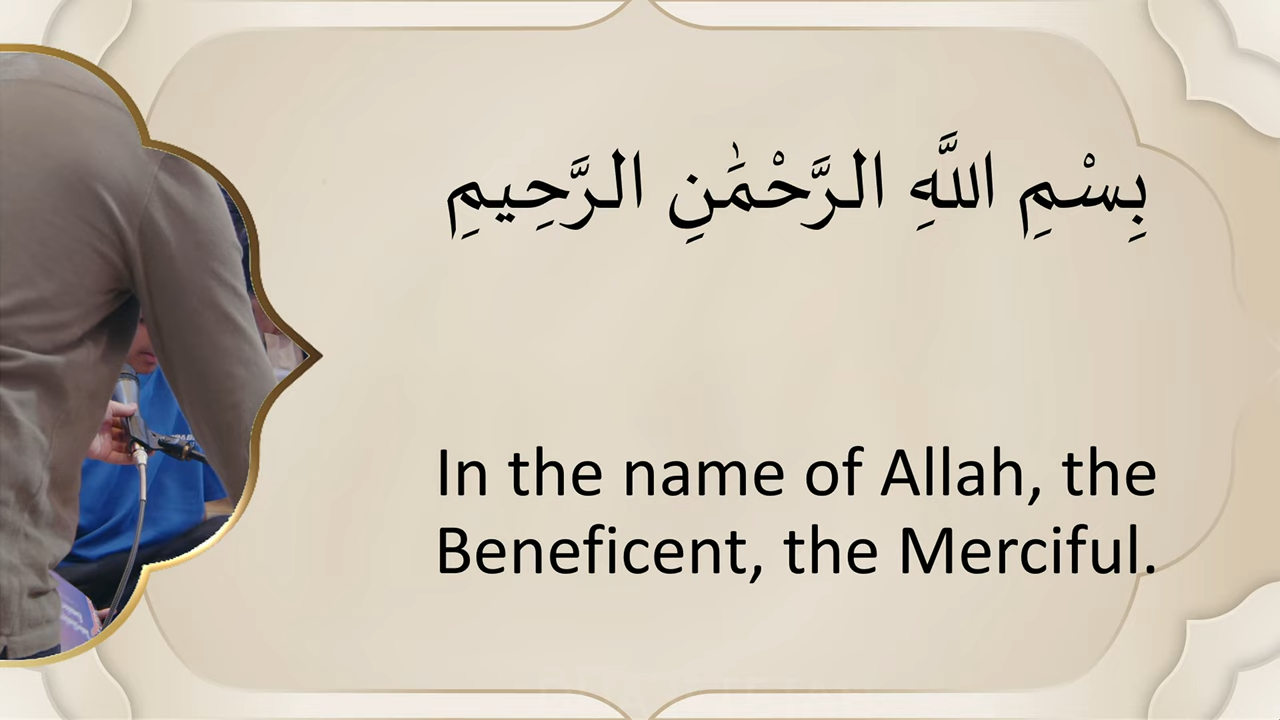 بِسْمِ اللَّهِ الرَّحْمَٰنِ الرَّحِيمِ
In the name of Allah, the
Beneficent, the Merciful.